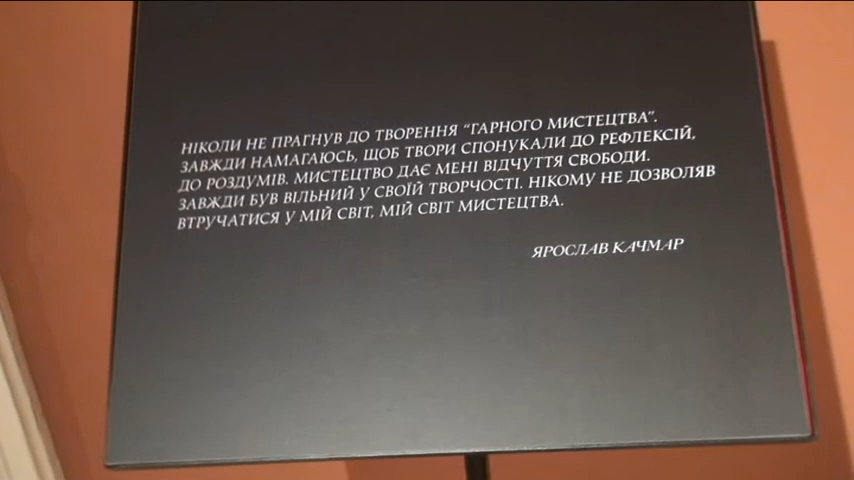 НІКОЛИ НЕ ПРАГНУВ ДО ТВОРЕННЯ “ГАРНОГО МИСТЕЦТВА”.
ЗАВЖДИ НАМАГАЮСЬ, ЩОБ ТВОРИ СПОНУКАЛИ ДО РЕФЛЕКСІЙ,
ДО РОЗДУМІВ. МИСТЕЦТВО ДАЄ МЕНІ ВІДЧУТТЯ СВОБОДИ.
ЗАВЖДИ БУВ ВІЛЬНИЙ У СВОЇЙ ТВОРЧОСТІ. НІКОМУ НЕ ДОЗВОЛЯВ
ВТРУЧАТИСЯ У МІЙ СВІТ, МІЙ СВІТ МИСТЕЦТВА.
ЯРОСЛАВ КАЧМАР